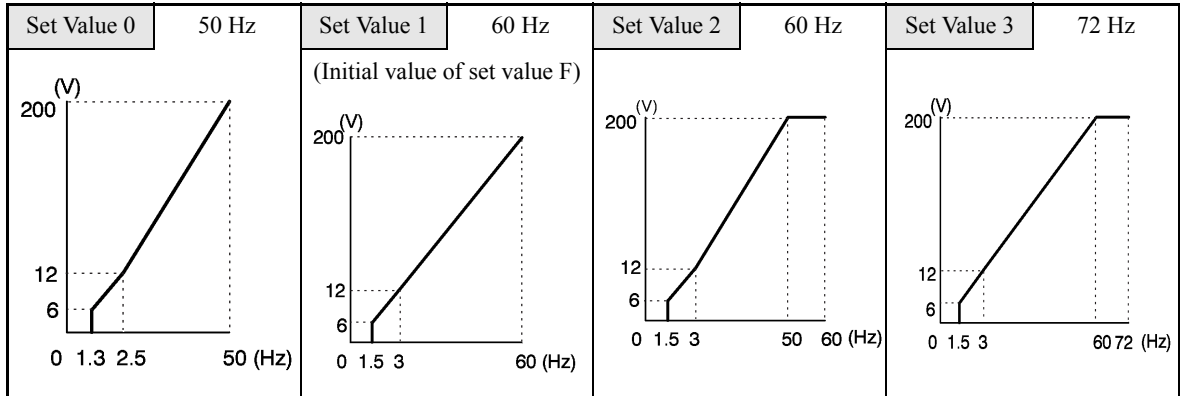 Set Value 0
50 Hz
(V)
200
12
6
0 1.3 2.5 50 (Hz)
Set Value 1
60 Hz
(Initial value of set value F)
(V)
200
12
6
0 1.5 3 60 (Hz)
Set Value 2
60 Hz
(V)
200
12
6
0 1.5 3 50 60 (Hz)
Set Value 3
72 Hz
(V)
200
12
6
0 1.5 3 60 72 (Hz)